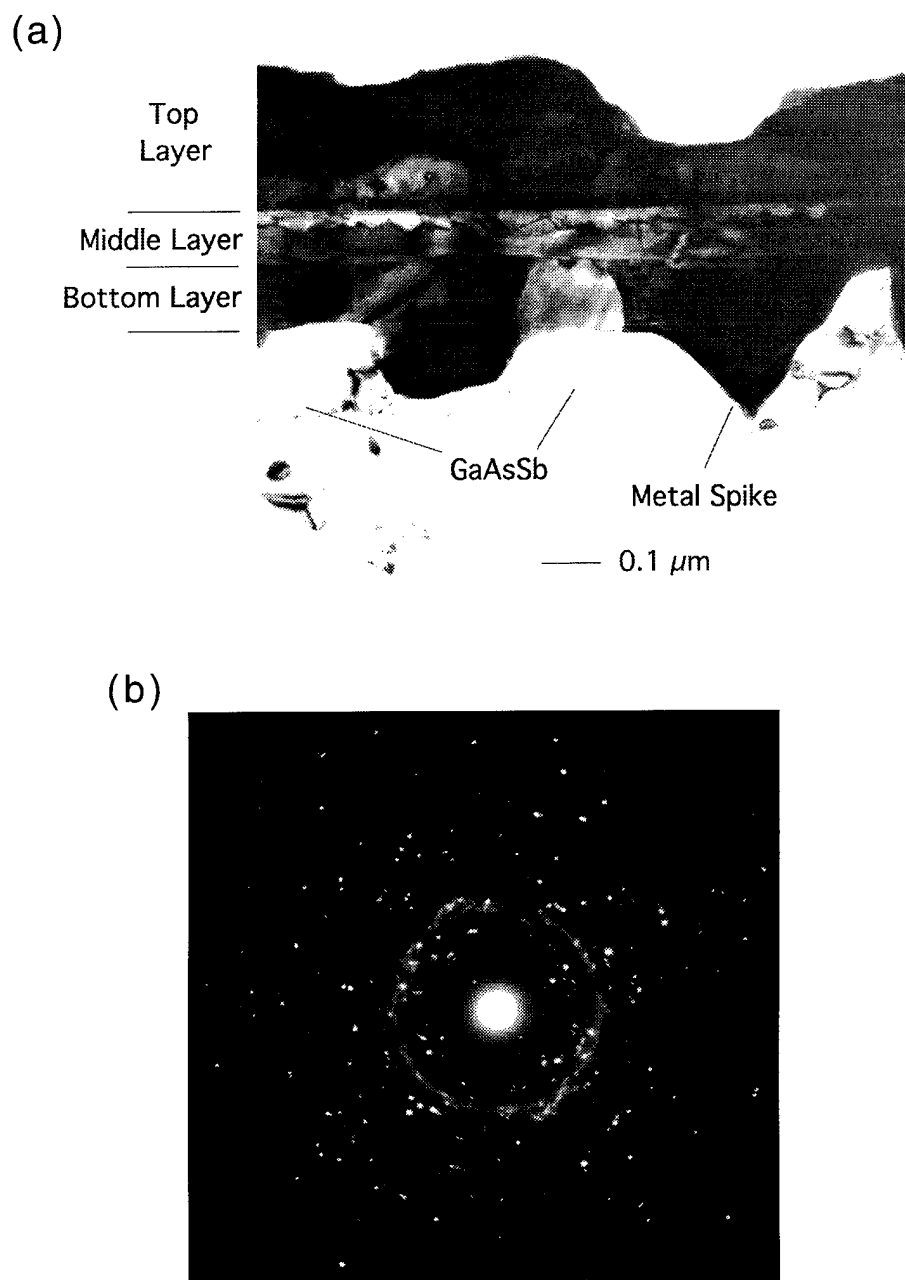 (a)
Top
Layer
Middle Layer
Bottom Layer
GaAsSb
Metal Spike
0.1 μm
(b)